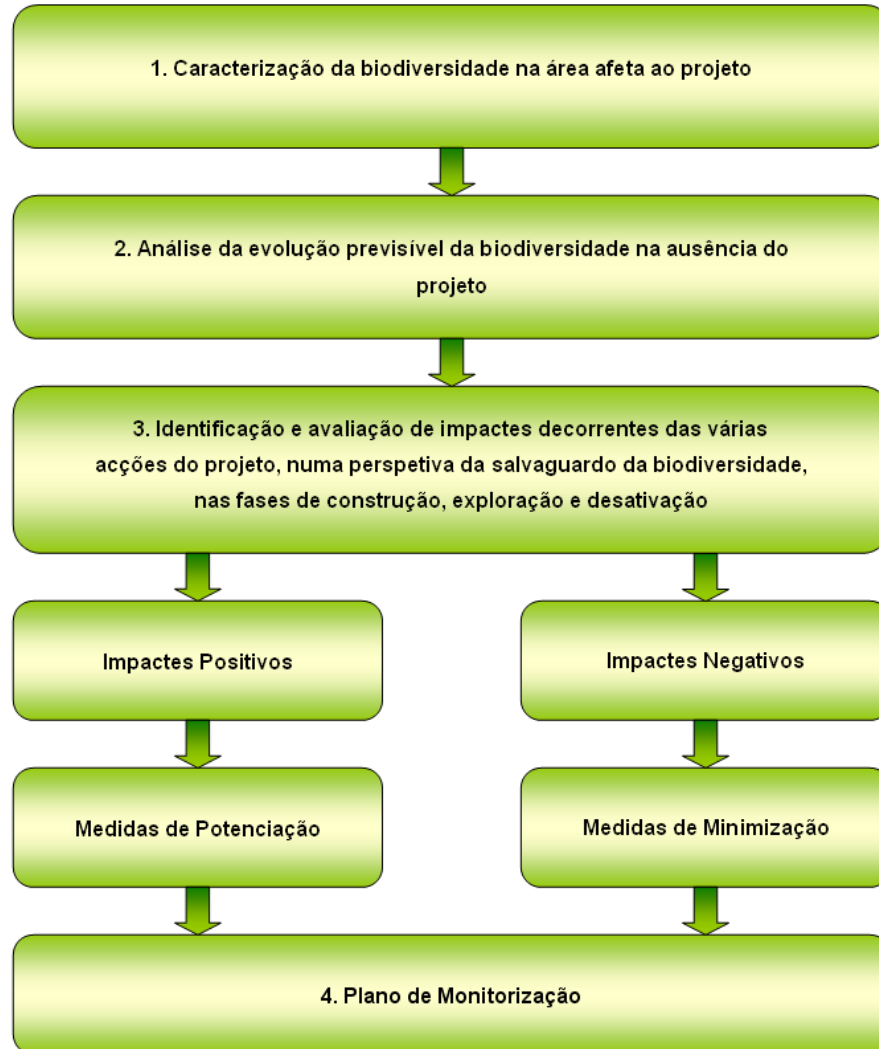 1. Caracterização da biodiversidade na área afeta ao projeto
2. Análise da evolução previsível da biodiversidade na ausência do
projeto
3. Identificação e avaliação de impactes decorrentes das várias
acções do projeto, numa perspetiva da salvaguardo da biodiversidade,
nas fases de construção, exploração e desativação
Impactes Positivos
Impactes Negativos
Medidas de Potenciação
Medidas de Minimização
4. Plano de Monitorização